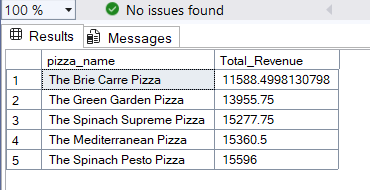 100 % No issues found
Results Messages
pizza_name Total_Revenue
1 The Brie Carre Pizza 11588.4998130798
2 The Green Garden Pizza 13955.75
3 The Spinach Supreme Pizza 15277.75
4 The Mediterranean Pizza 15360.5
5 The Spinach Pesto Pizza 15596